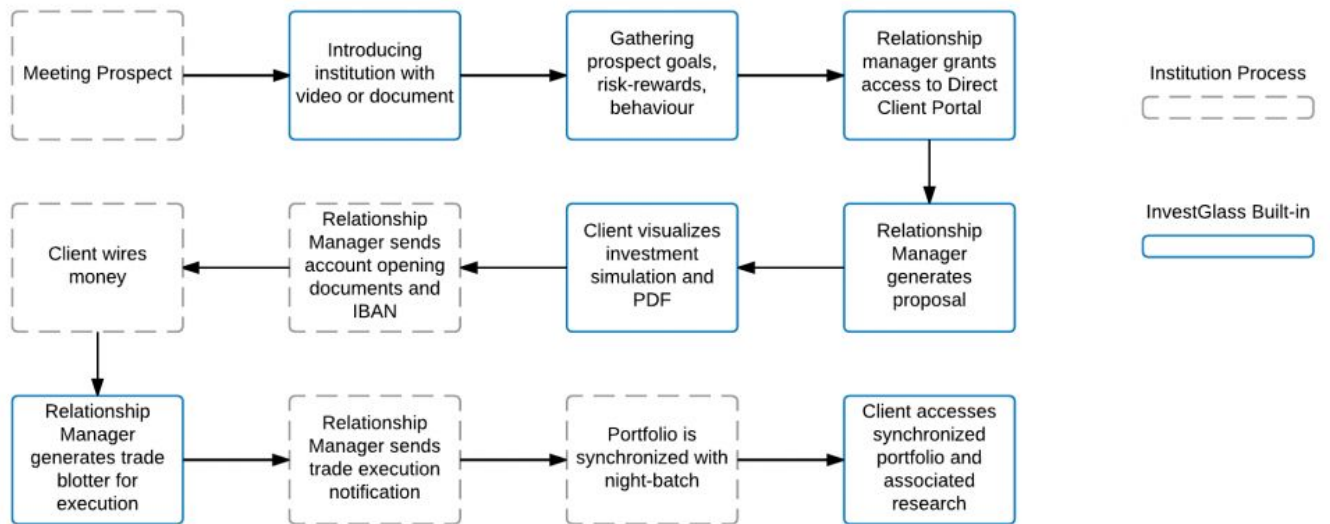 Meeting Prospect
Introducing
institution with
video or document
Gathering
prospect goals,
risk-rewards,
behaviour
Relationship
manager grants
access to Direct
Client Portal
Institution Process
InvestGlass Built-in
Relationship
Manager
generates
proposal
Client visualizes
investment
simulation and
PDF
Relationship
Manager sends
account opening
documents and
IBAN
Client wires
money
Relationship
Manager
generates trade
blotter for
execution
Relationship
Manager sends
trade execution
notification
Portfolio is
synchronized with
night-batch
Client accesses
synchronized
portfolio and
associated
research